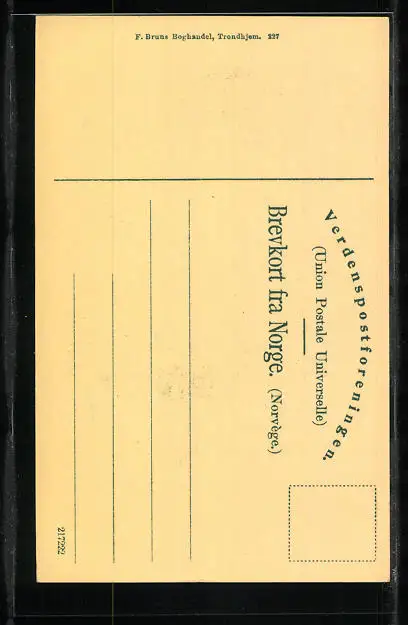 F. Bruns Boghandel, Trondhjem. 227
Verdenspostforeningen.
(Union Postale Universelle)
Brevkort fra Norge. (Norvège.)
217222